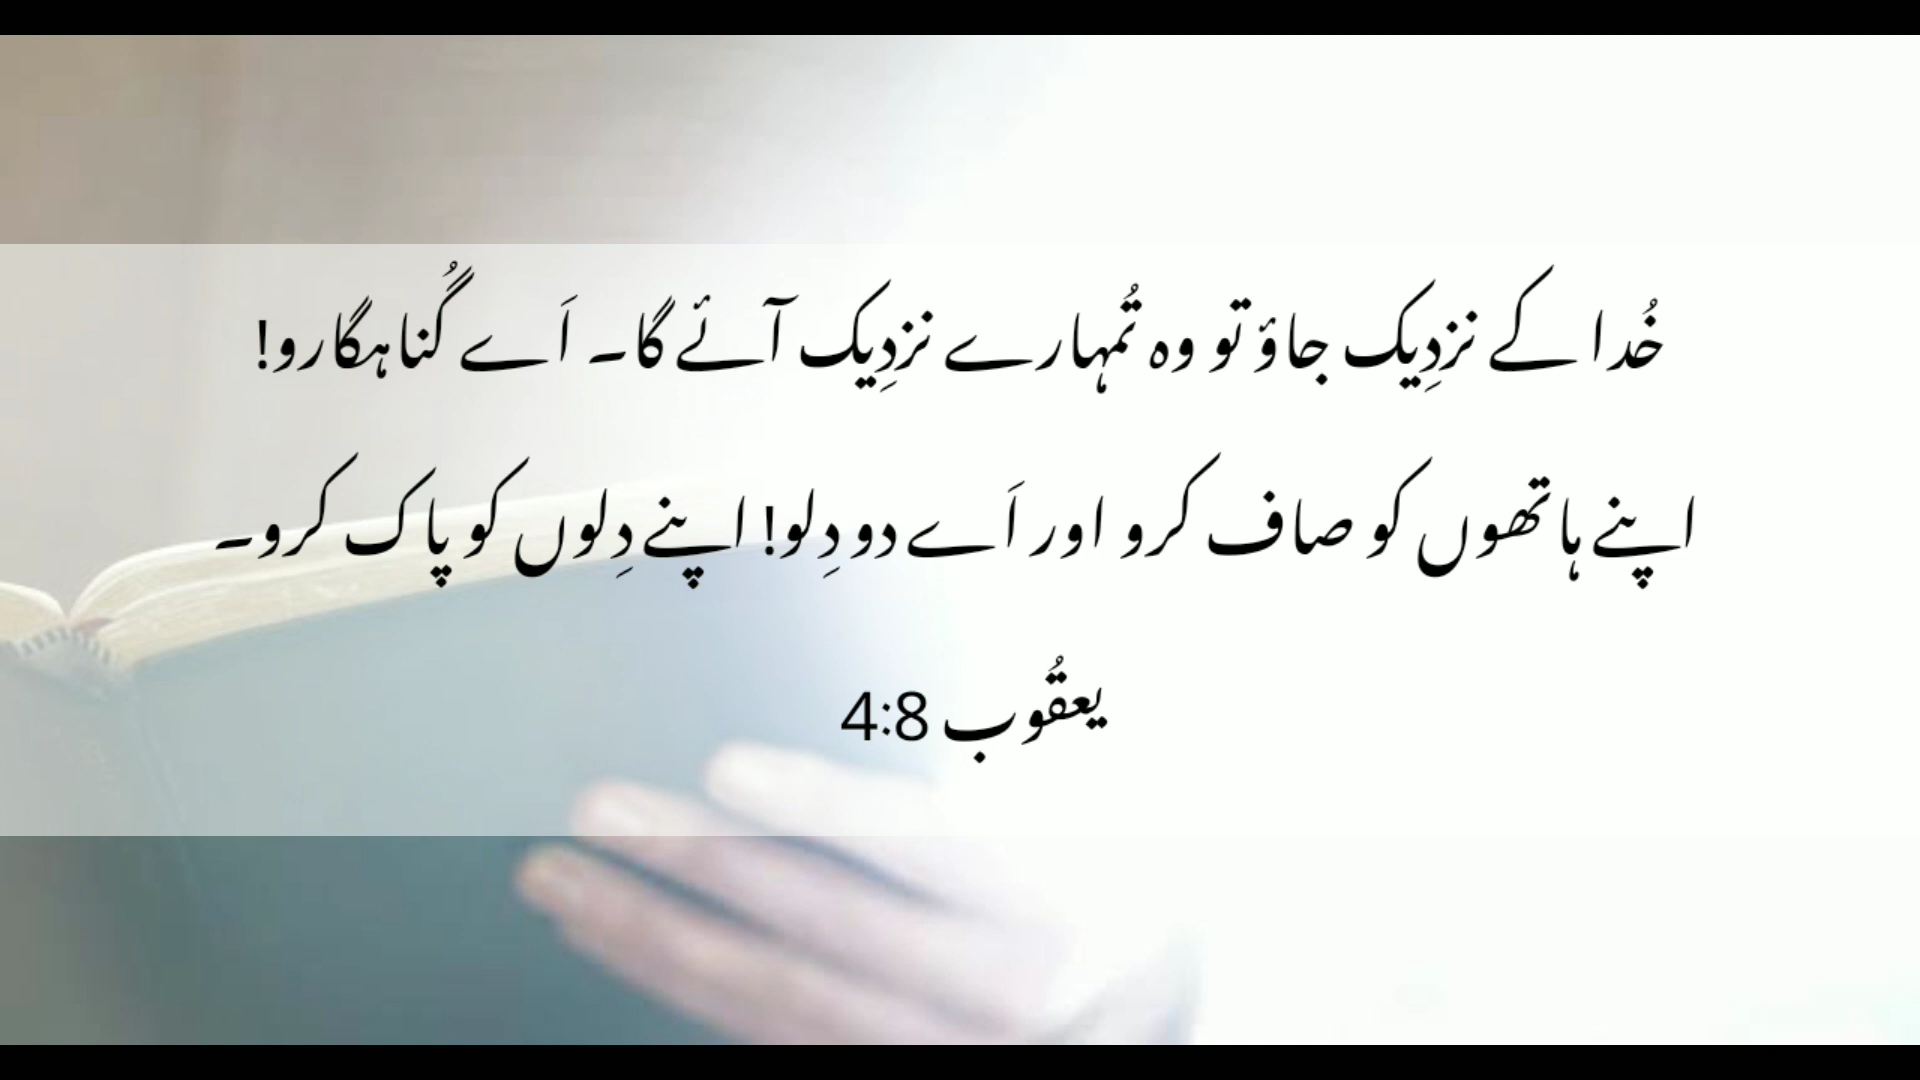 خُدا کے نزدِیک جاؤ تو وہ تُمہارے نزدِیک آئے گا۔ اَے گُناہگارو!
اپنے ہاتھوں کو صاف کرو اور اَے دو دِلو! اپنے دِلوں کو پاک کرو۔
یعقُوب 4:8